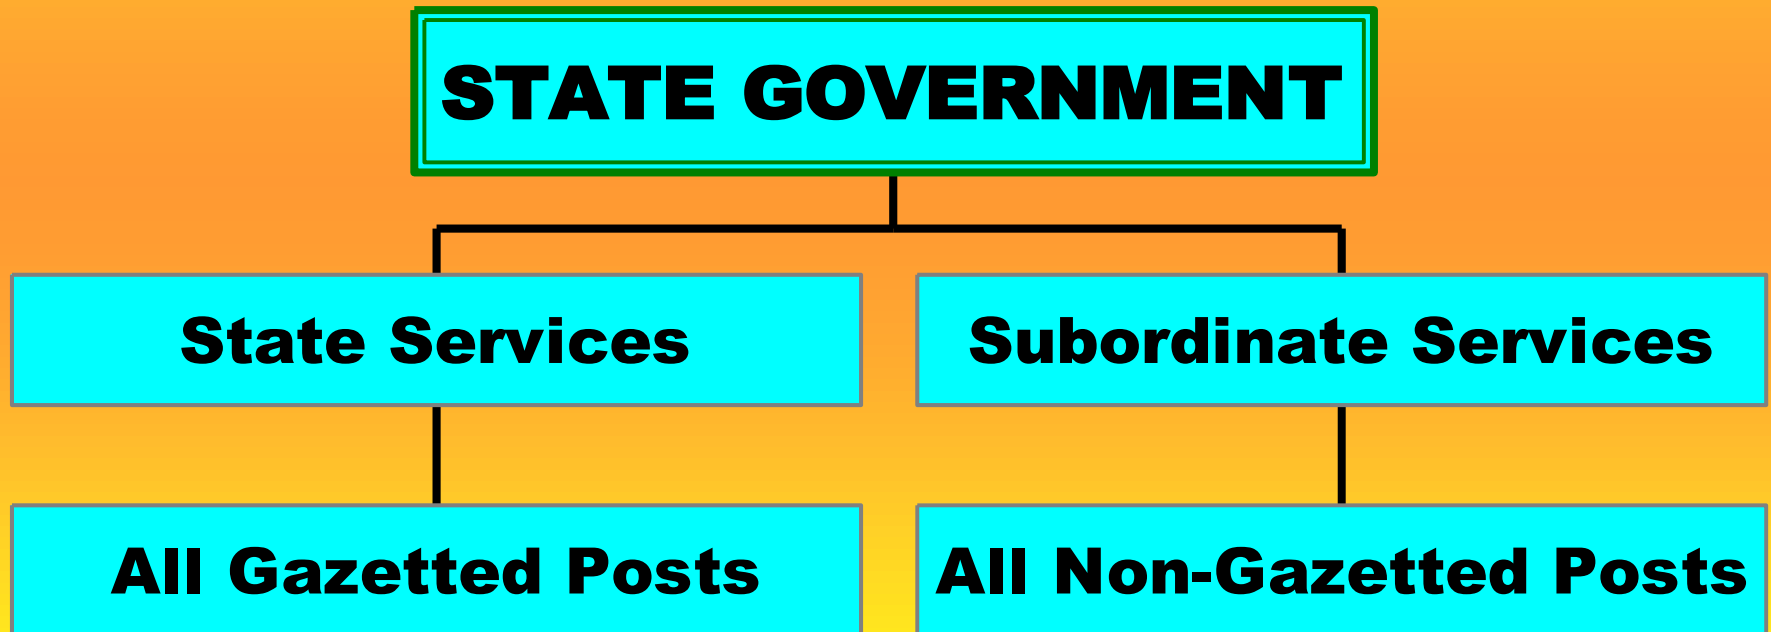 STATE GOVERNMENT
State Services
Subordinate Services
All Gazetted Posts
All Non-Gazetted Posts